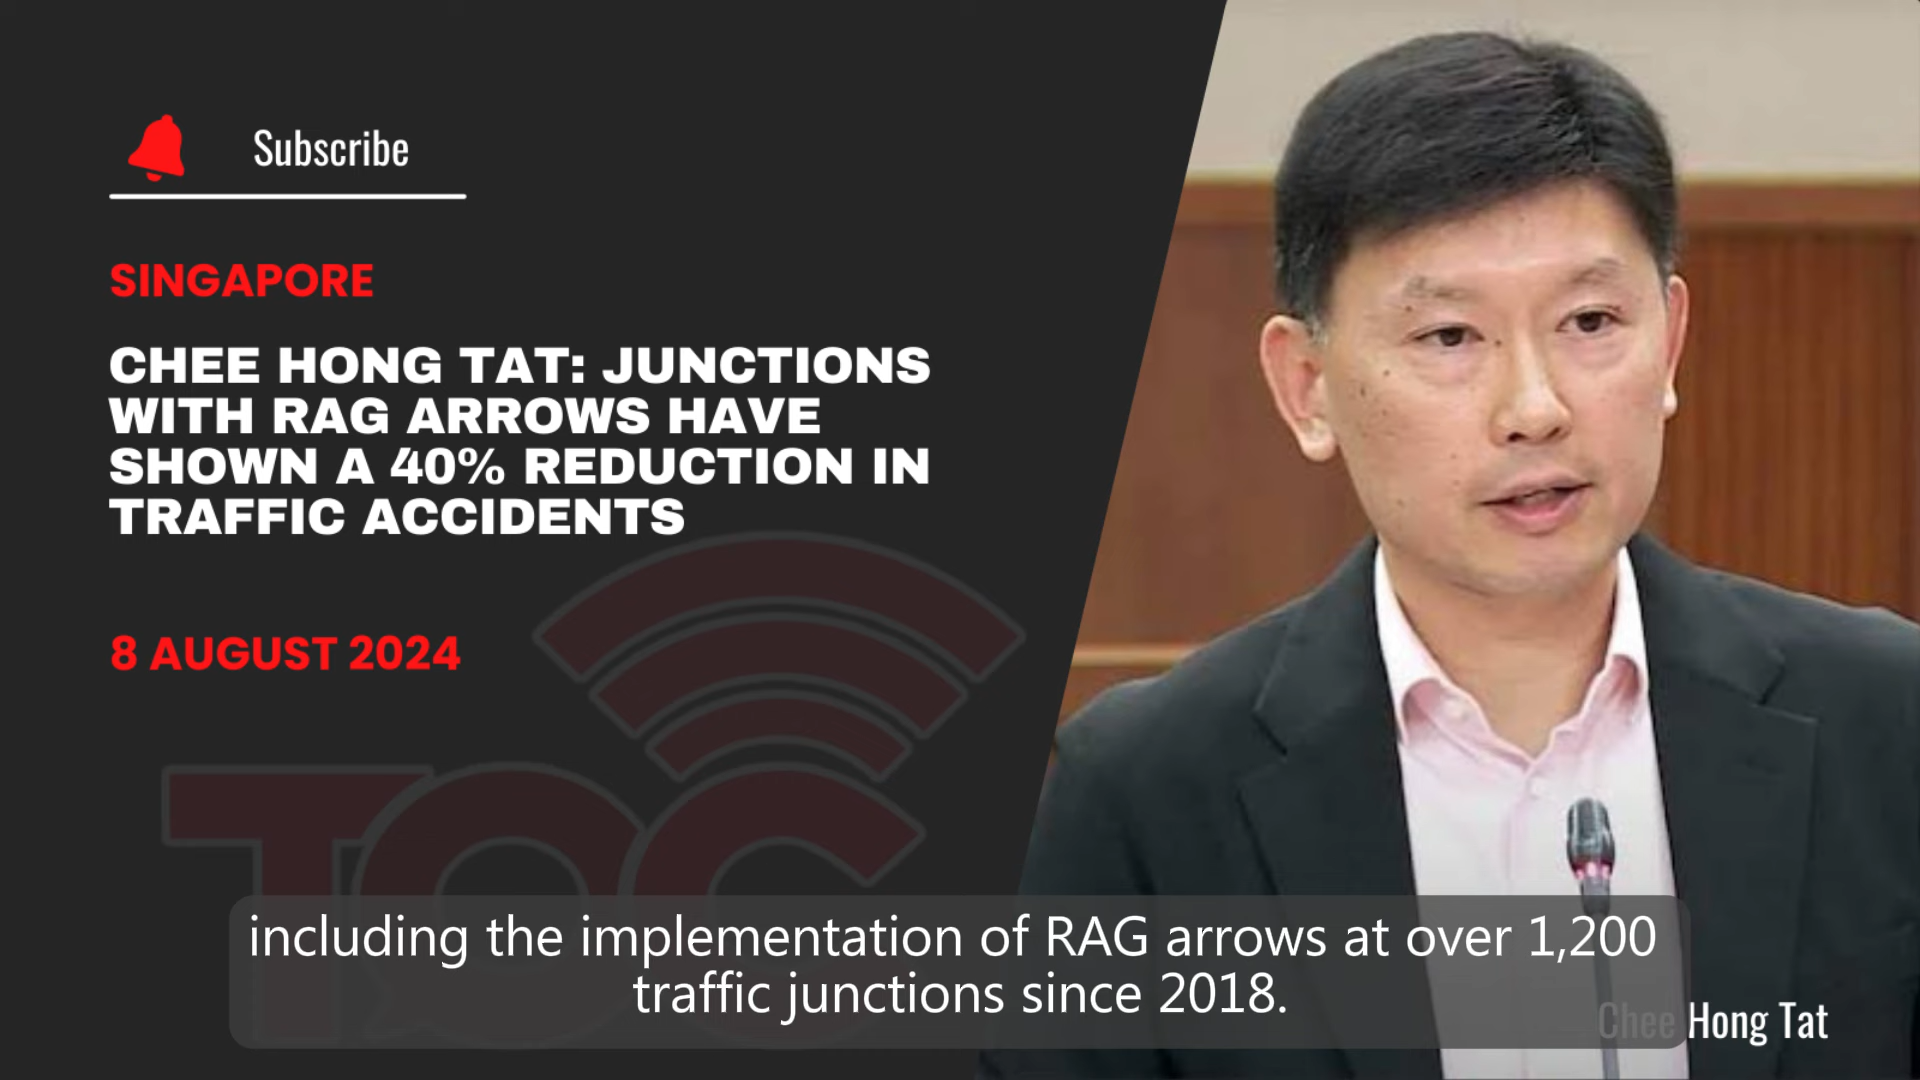 Subscribe
SINGAPORE
CHEE HONG TAT: JUNCTIONS
WITH RAG ARROWS HAVE
SHOWN A 40% REDUCTION IN
TRAFFIC ACCIDENTS
8 AUGUST 2024
TOC
including the implementation of RAG arrows at over 1,200
traffic junctions since 2018.
Chee Hong Tat